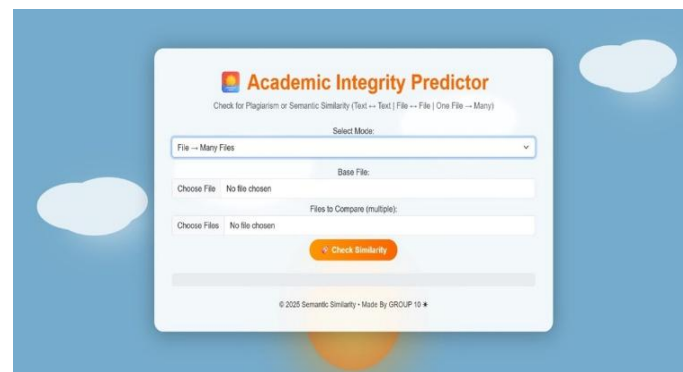 Academic Integrity Predictor
Check for Plagiarism or Semantic Similarity (Text ↔ Text | File ↔ File | One File → Many)
Select Mode:
File → Many Files
Base File:
Choose File No file chosen
Files to Compare (multiple):
Choose Files No file chosen
Check Similarity
© 2025 Semantic Similarity • Made By GROUP 10 ☀